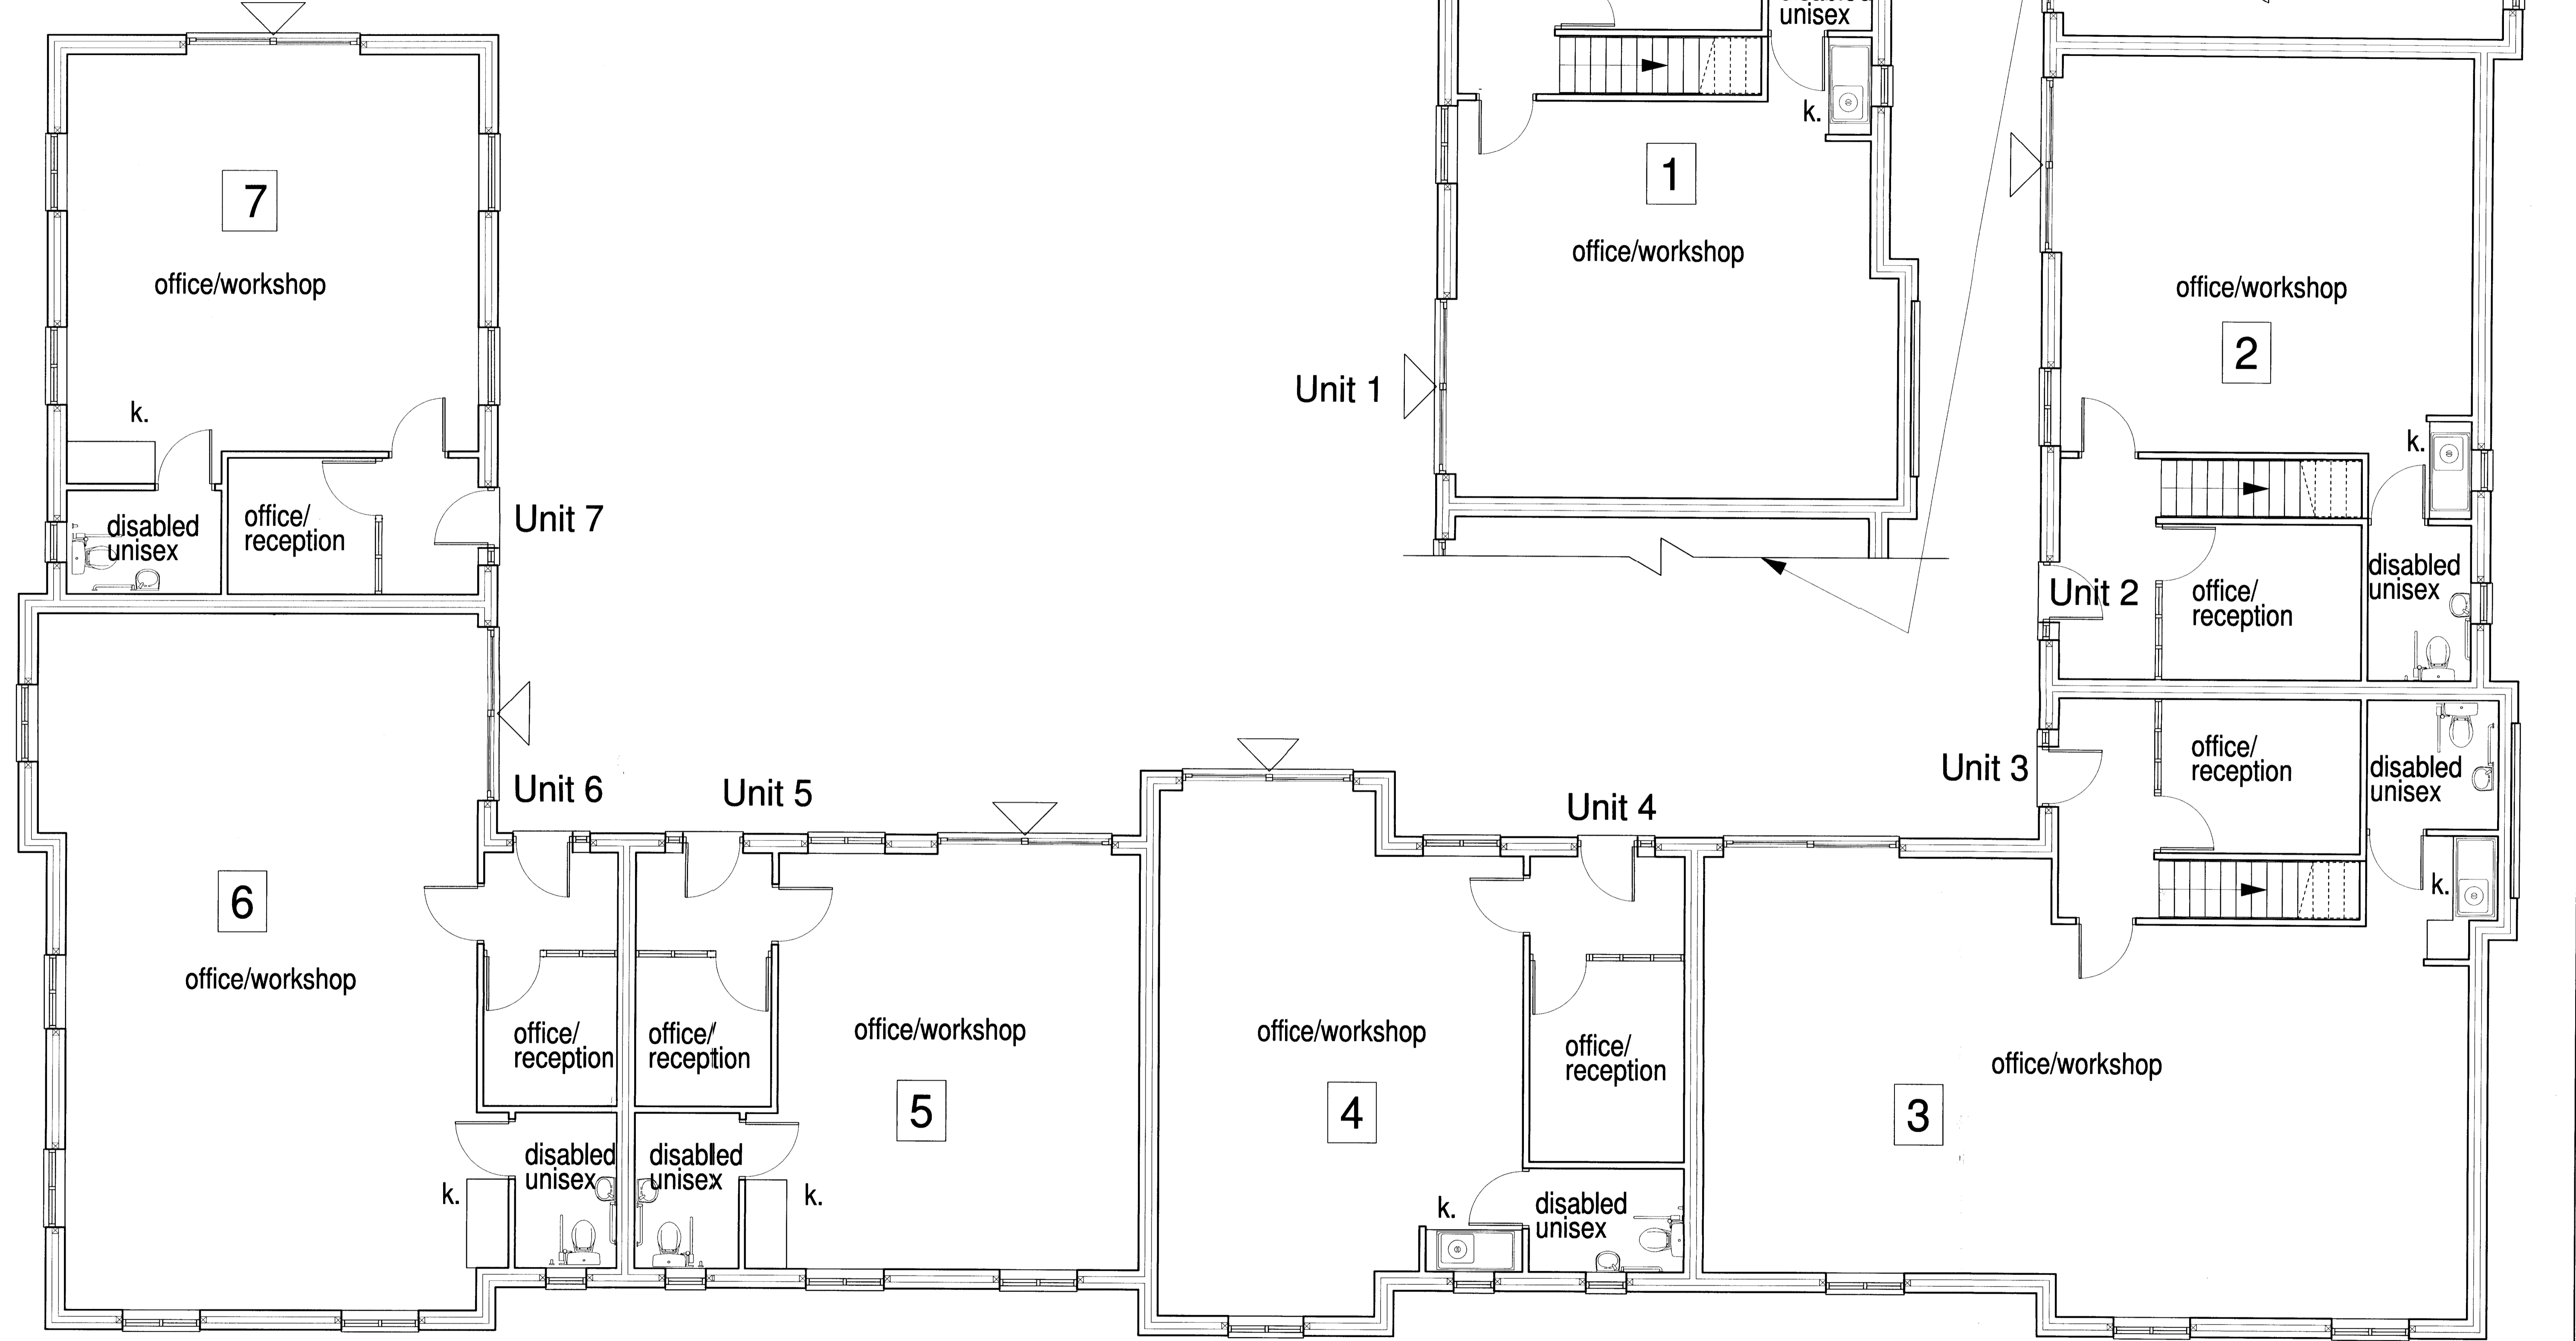 unisex
k.
1
office/workshop
Unit 1
7
office/workshop
k.
disabled
unisex
office/
reception
Unit 7
office/workshop
2
k.
Unit 2
office/
reception
disabled
unisex
Unit 3
office/
reception
disabled
unisex
k.
Unit 6
Unit 5
Unit 4
6
office/workshop
office/
reception
disabled
unisex
k.
office/
reception
disabled
unisex
k.
office/workshop
5
office/workshop
4
k.
office/
reception
disabled
unisex
office/workshop
3